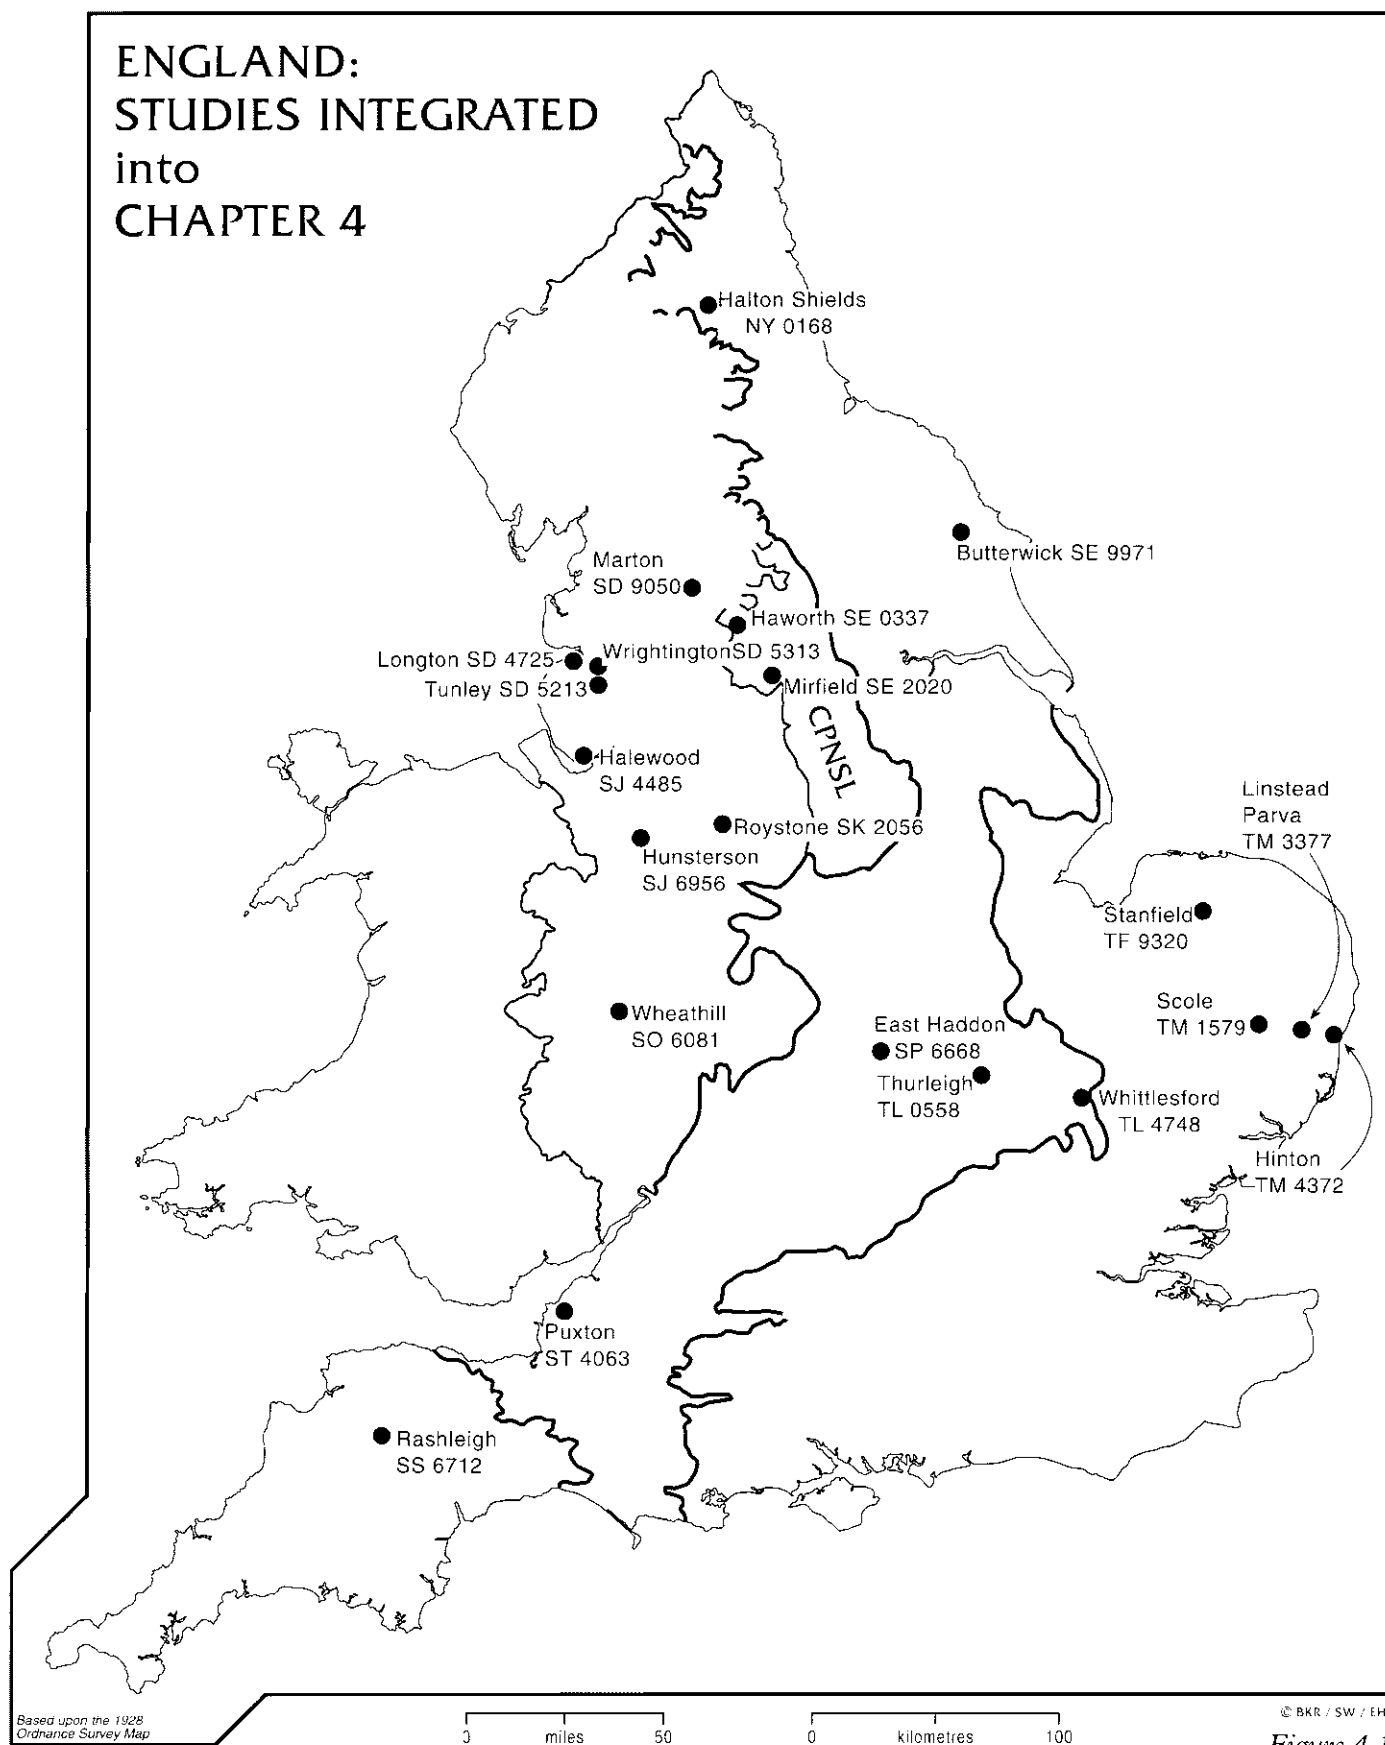 ENGLAND:
STUDIES INTEGRATED
into
CHAPTER 4
Halton Shields
NY 0168
Butterwick SE 9971
Marton
SD 9050
Haworth SE 0337
Longton SD 4725
WrightingtonSD 5313
Tunley SD 5213
Mirfield SE 2020
CPNSL
Halewood
SJ 4485
Roystone SK 2056
Hunsterson
SJ 6956
Linstead
Parva
TM 3377
Stanfield
TF 9320
Wheathill
SO 6081
Scole
TM 1579
East Haddon
SP 6668
Thurleigh
TL 0558
Whittlesford
TL 4748
Hinton
TM 4372
Puxton
ST 4063
Rashleigh
SS 6712
Based upon the 1928
Ordnance Survey Map
0 miles 50
0 kilometres 100
© BKR / SW / EH
Figure 4.1